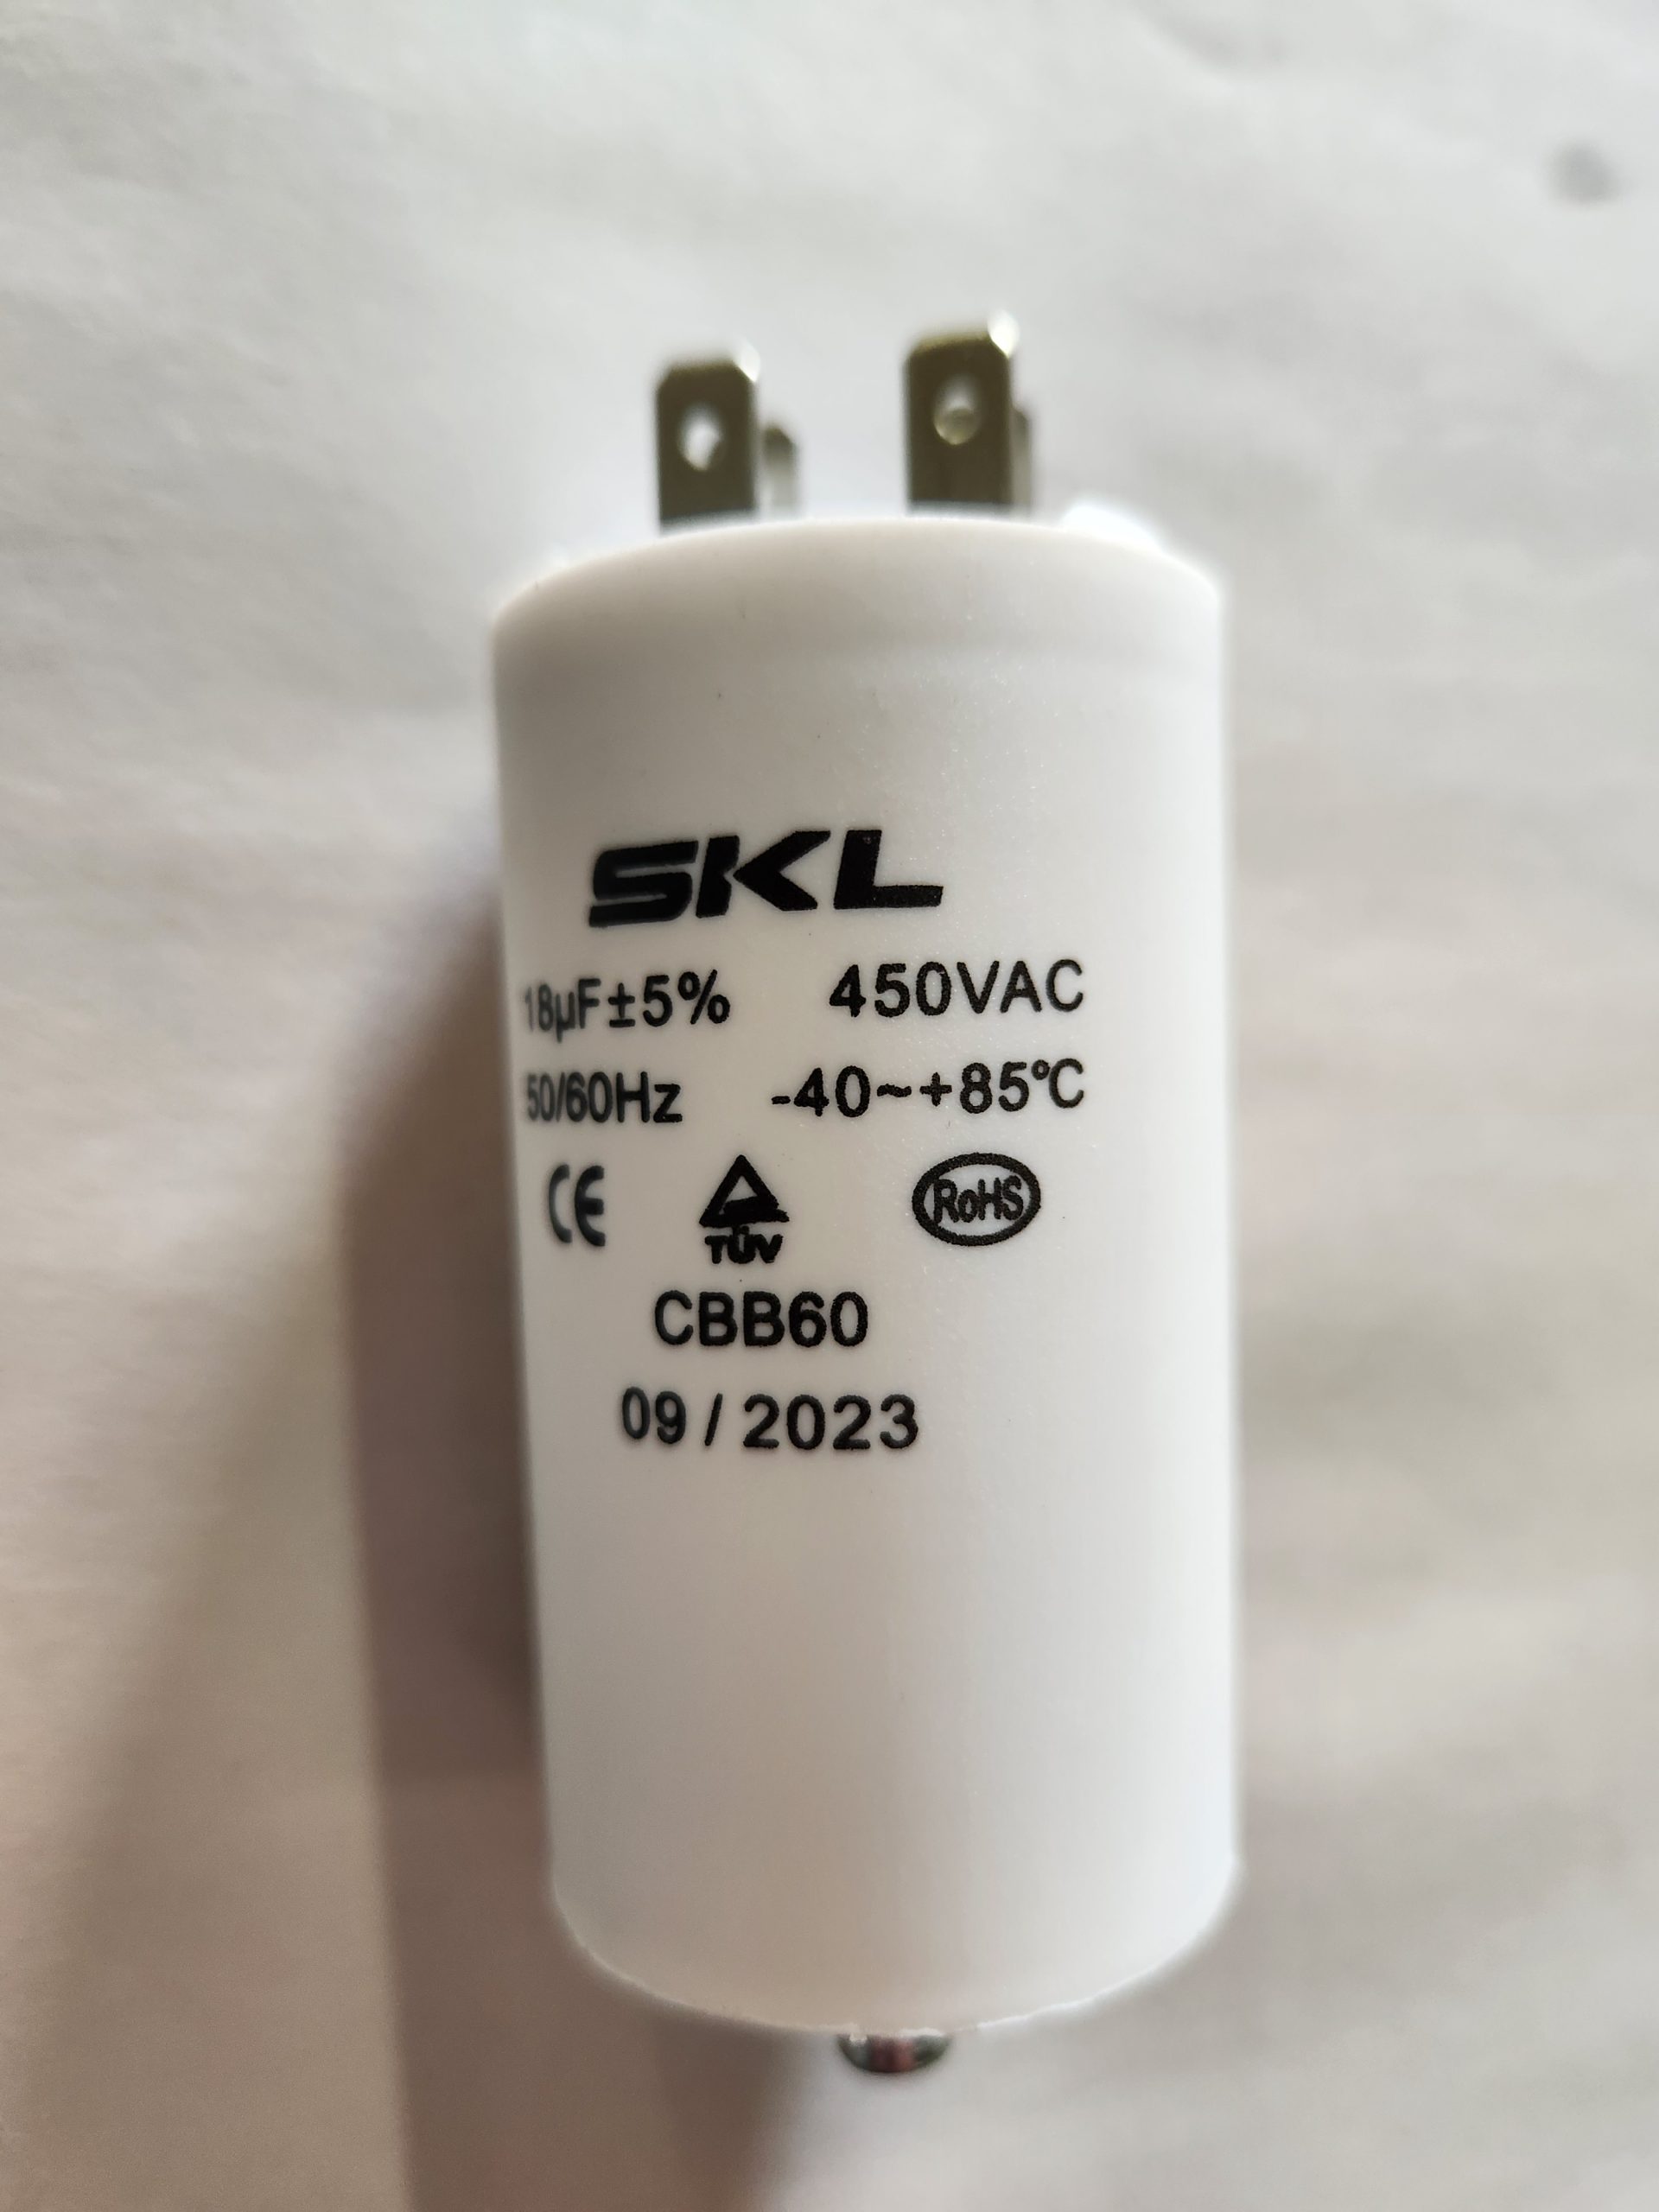 SKL
18µF±5% 450VAC
50/60Hz -40~+85℃
CE TÜV RoHS
CBB60
09/2023